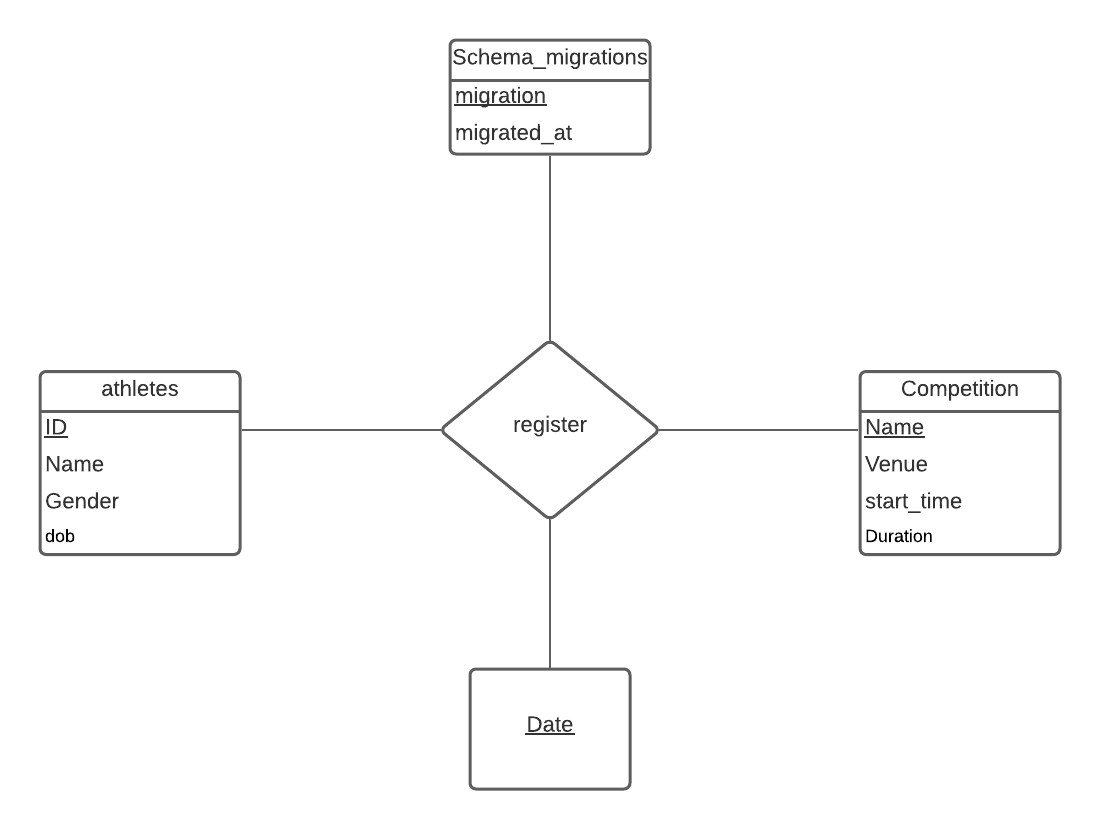 Schema_migrations
migration
migrated_at
athletes
ID
Name
Gender
dob
register
Competition
Name
Venue
start_time
Duration
Date